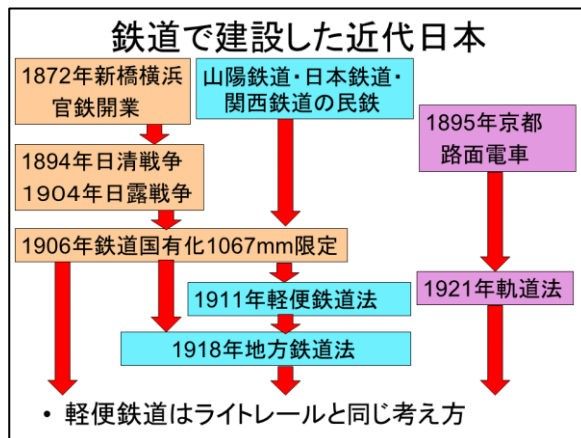 鉄道で建設した近代日本
1872年新橋横浜
官鉄開業
山陽鉄道・日本鉄道・
関西鉄道の民鉄
1895年京都
路面電車
1894年日清戦争
1904年日露戦争
1906年鉄道国有化1067mm限定
1911年軽便鉄道法
1921年軌道法
1918年地方鉄道法
• 軽便鉄道はライトレールと同じ考え方